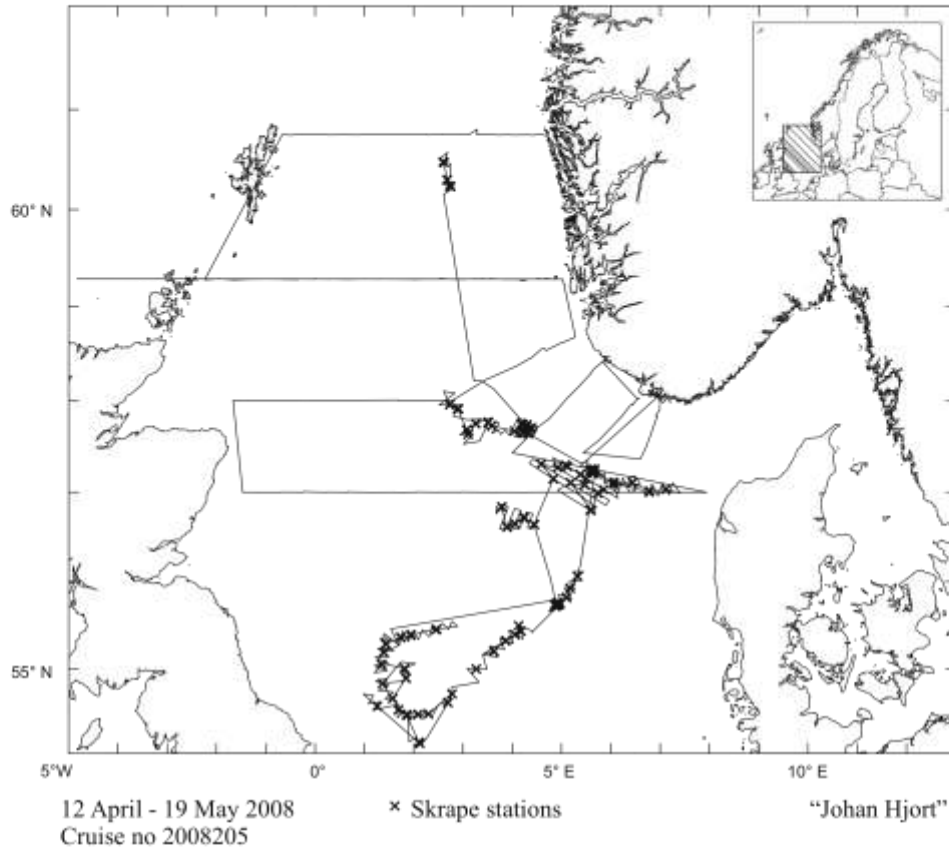 60° N
55° N
5°W
0°
5° E
10° E
12 April - 19 May 2008
× Skrape stations
"Johan Hjort"
Cruise no 2008205